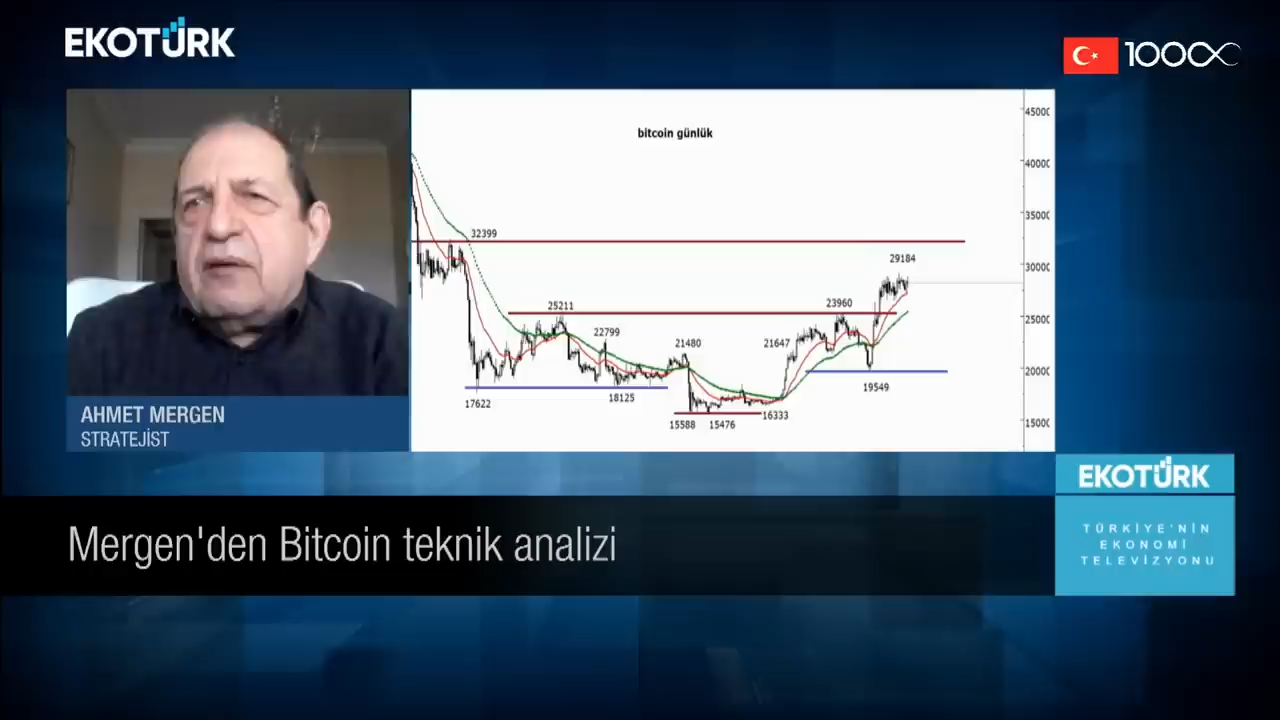 EKOTÜRK
100
bitcoin günlük
45000
40000
35000
30000
25000
20000
15000
32399
29184
25211
23960
22799
21480
21647
19549
17622
18125
16333
15588
15476
AHMET MERGEN
STRATEJİST
EKOTÜRK
Mergen'den Bitcoin teknik analizi
TÜRKİYE'NİN
EKONOMİ
TELEVİZYONU